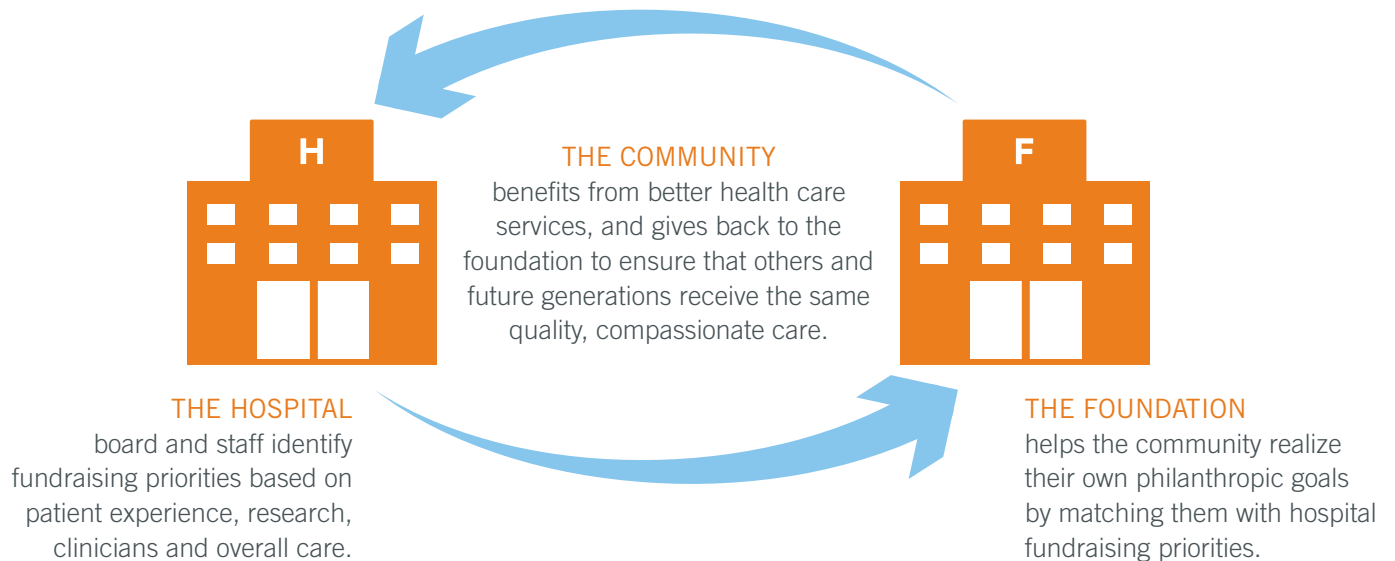 H
F
THE COMMUNITY
benefits from better health care
services, and gives back to the
foundation to ensure that others and
future generations receive the same
quality, compassionate care.
THE HOSPITAL
board and staff identify
fundraising priorities based on
patient experience, research,
clinicians and overall care.
THE FOUNDATION
helps the community realize
their own philanthropic goals
by matching them with hospital
fundraising priorities.